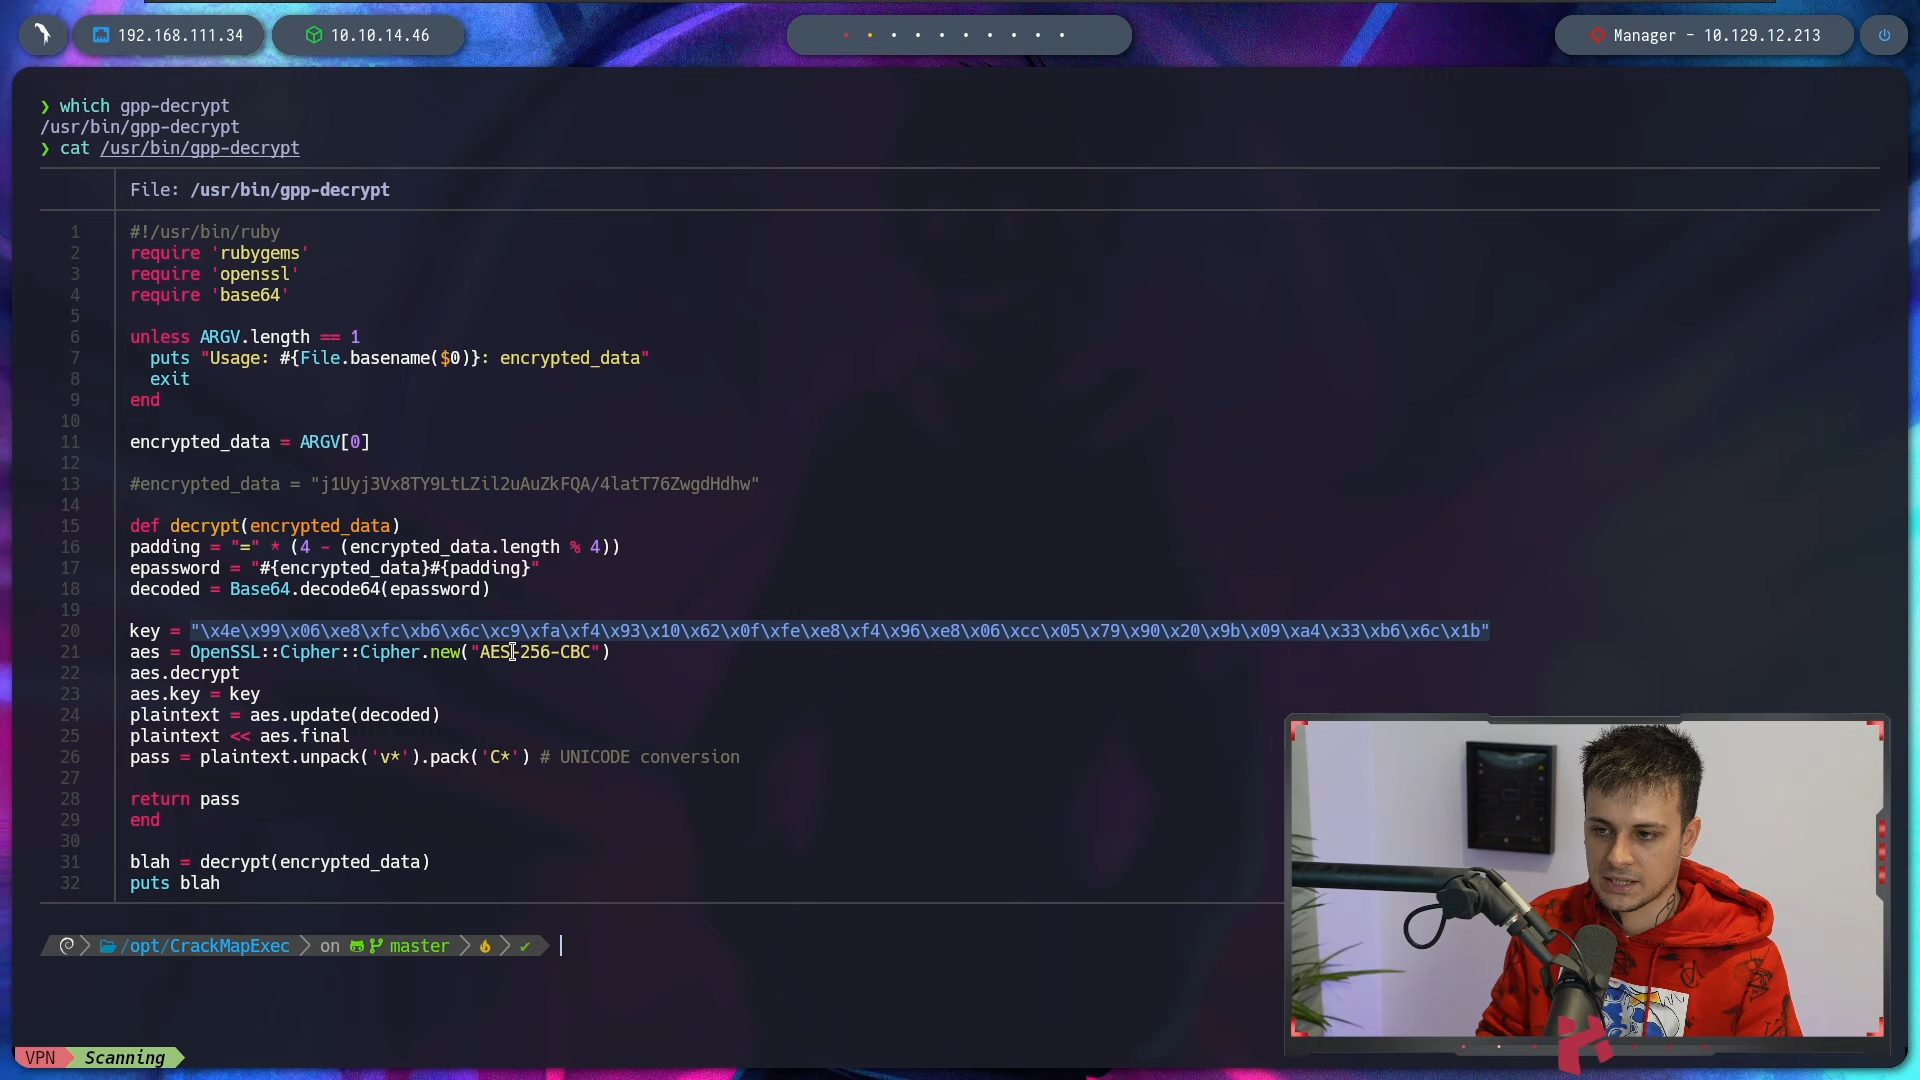 192.168.111.34
10.10.14.46
Manager - 10.129.12.213
❯ which gpp-decrypt
/usr/bin/gpp-decrypt
❯ cat /usr/bin/gpp-decrypt
File: /usr/bin/gpp-decrypt
1 #!/usr/bin/ruby
2 require 'rubygems'
3 require 'openssl'
4 require 'base64'
5
6 unless ARGV.length == 1
7   puts "Usage: #{File.basename($0)}: encrypted_data"
8   exit
9 end
10
11 encrypted_data = ARGV[0]
12
13 #encrypted_data = "j1Uyj3Vx8TY9LtLZil2uAuZkFQA/4latT76ZwgdHdhw"
14
15 def decrypt(encrypted_data)
16 padding = "=" * (4 - (encrypted_data.length % 4))
17 epassword = "#{encrypted_data}#{padding}"
18 decoded = Base64.decode64(epassword)
19
20 key = "\x4e\x99\x06\xe8\xfc\xb6\x6c\xc9\xfa\xf4\x93\x10\x62\x0f\xfe\xe8\xf4\x96\xe8\x06\xcc\x05\x79\x90\x20\x9b\x09\xa4\x33\xb6\x6c\x1b"
21 aes = OpenSSL::Cipher::Cipher.new("AES-256-CBC")
22 aes.decrypt
23 aes.key = key
24 plaintext = aes.update(decoded)
25 plaintext << aes.final
26 pass = plaintext.unpack('v*').pack('C*') # UNICODE conversion
27
28 return pass
29 end
30
31 blah = decrypt(encrypted_data)
32 puts blah
/opt/CrackMapExec on master ✔
VPN Scanning